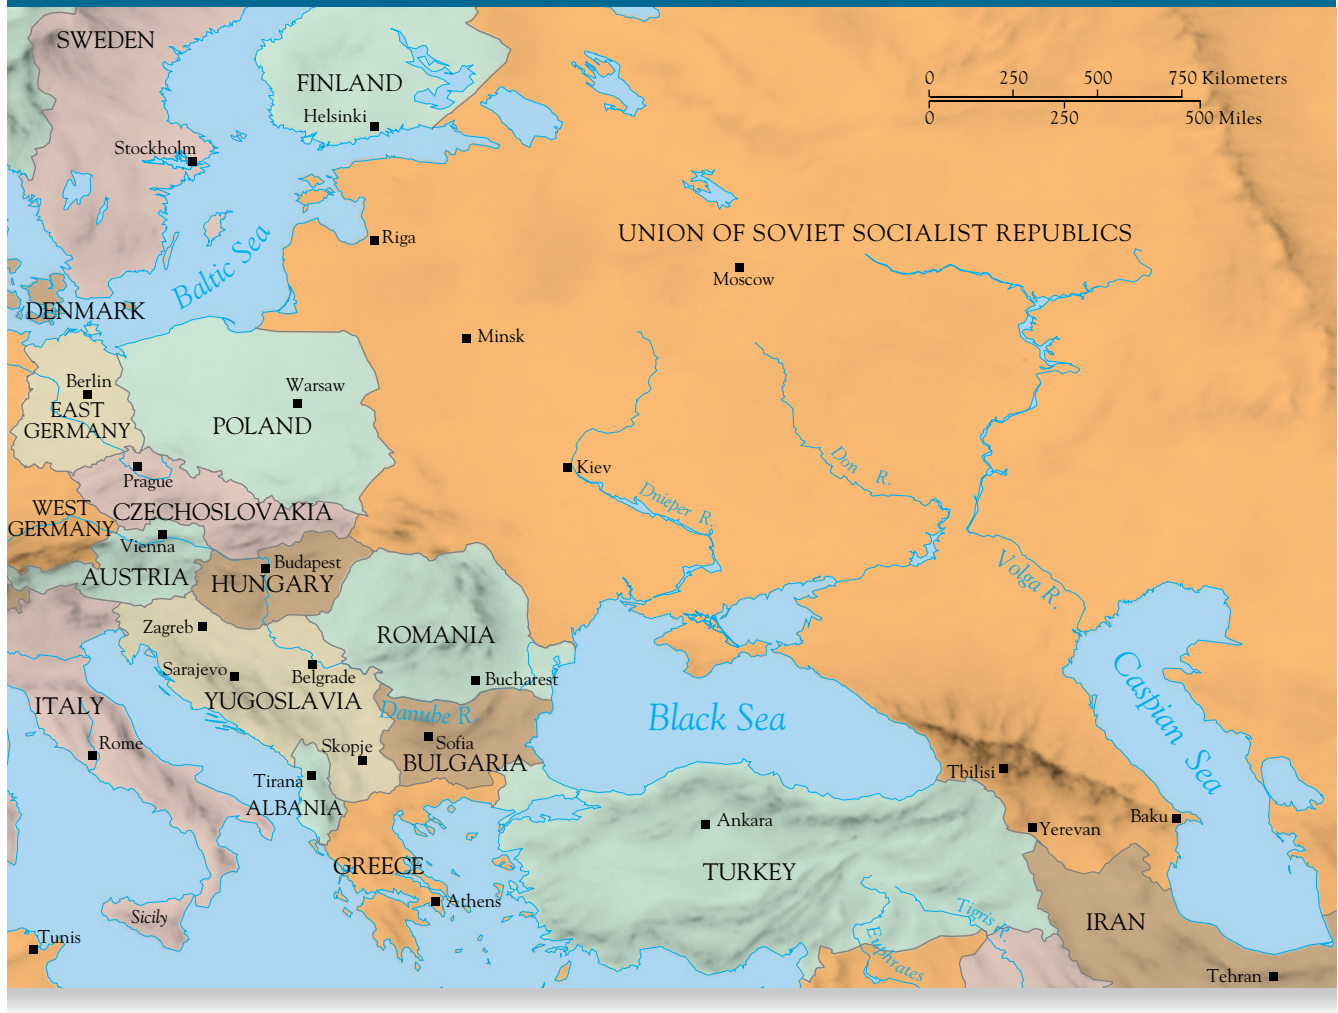 SWEDEN
FINLAND
Helsinki
Stockholm
0 250 500 750 Kilometers
0 250 500 Miles
Riga
Baltic Sea
UNION OF SOVIET SOCIALIST REPUBLICS
Moscow
DENMARK
Minsk
Berlin
EAST
GERMANY
Warsaw
POLAND
Prague
Kiev
Dnieper R.
Don R.
WEST
GERMANY
CZECHOSLOVAKIA
Vienna
AUSTRIA
Budapest
HUNGARY
Volga R.
Zagreb
ROMANIA
Sarajevo
Belgrade
Bucharest
YUGOSLAVIA
ITALY
Danube R.
Black Sea
Caspian Sea
Rome
Skopje
Sofia
BULGARIA
Tirana
ALBANIA
Tbilisi
Baku
Ankara
Yerevan
GREECE
TURKEY
Athens
Sicily
Tigris R.
IRAN
Tunis
Euphrates
Tehran